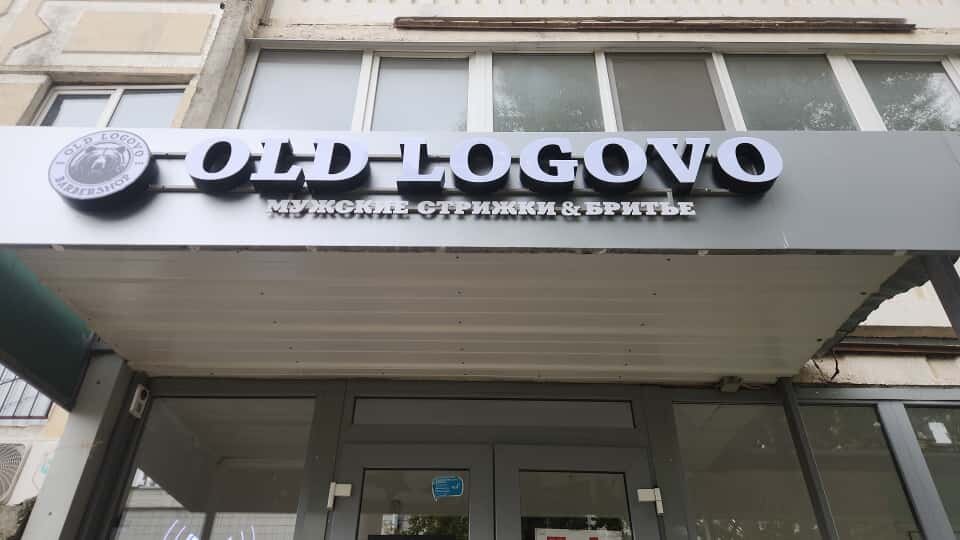 OLD LOGOVO
BARBERSHOP
OLD LOGOVO
МУЖСКИЕ СТРИЖКИ & БРИТЬЕ